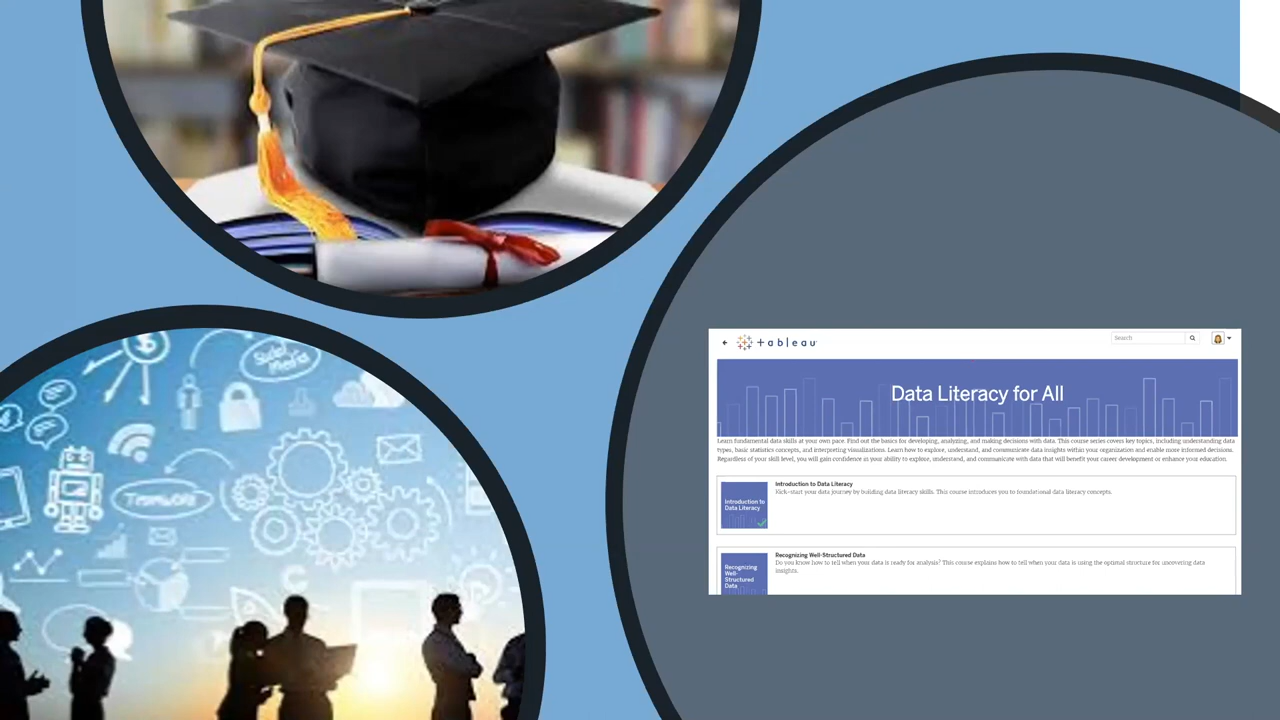 Social
Media
+ableau
Search
Data Literacy for All
Learn fundamental data skills at your own pace. Find out the basics for developing, analyzing, and making decisions with data. This course series covers key topics, including understanding data
types, basic statistics concepts, and interpreting visualizations. Learn how to explore, understand, and communicate data insights within your organization and enable more informed decisions.
Regardless of your skill level, you will gain confidence in your ability to explore, understand, and communicate with data that will benefit your career development or enhance your education.
Introduction to
Data Literacy
Introduction to Data Literacy
Kick-start your data journey by building data literacy skills. This course introduces you to foundational data literacy concepts.
Recognizing
Well-
Structured
Data
Recognizing Well-Structured Data
Do you know how to tell when your data is ready for analysis? This course explains how to tell when your data is using the optimal structure for uncovering data
insights.